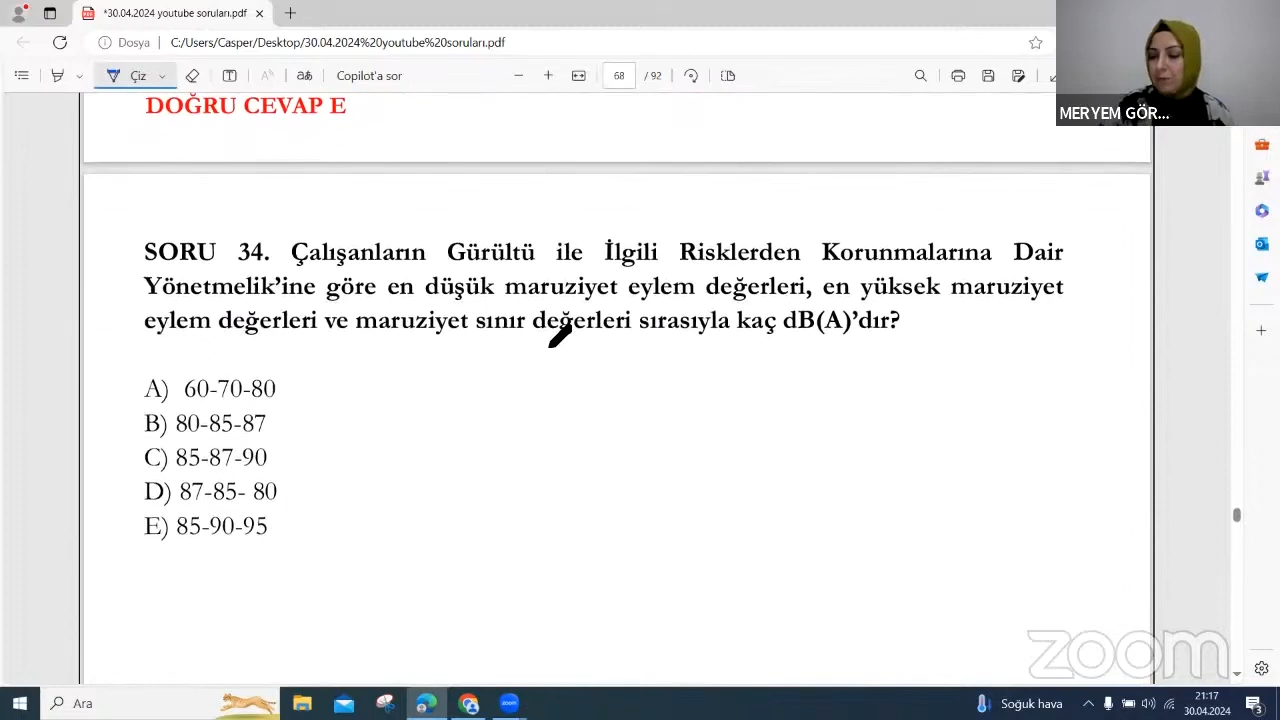 *30.04.2024 youtube soruları.pdf
Dosya
C:/Users/Casper/Desktop/30.04.2024%20youtube%20soruları.pdf
Çiz
Copilot'a sor
68
/ 92
MERYEM GÖR...
DOĞRU CEVAP E
SORU 34. Çalışanların Gürültü ile İlgili Risklerden Korunmalarına Dair
Yönetmelik’ine göre en düşük maruziyet eylem değerleri, en yüksek maruziyet
eylem değerleri ve maruziyet sınır değerleri sırasıyla kaç dB(A)’dır?
A) 60-70-80
B) 80-85-87
C) 85-87-90
D) 87-85- 80
E) 85-90-95
zoom
Ara
zoom
Soğuk hava
21:17
30.04.2024
3